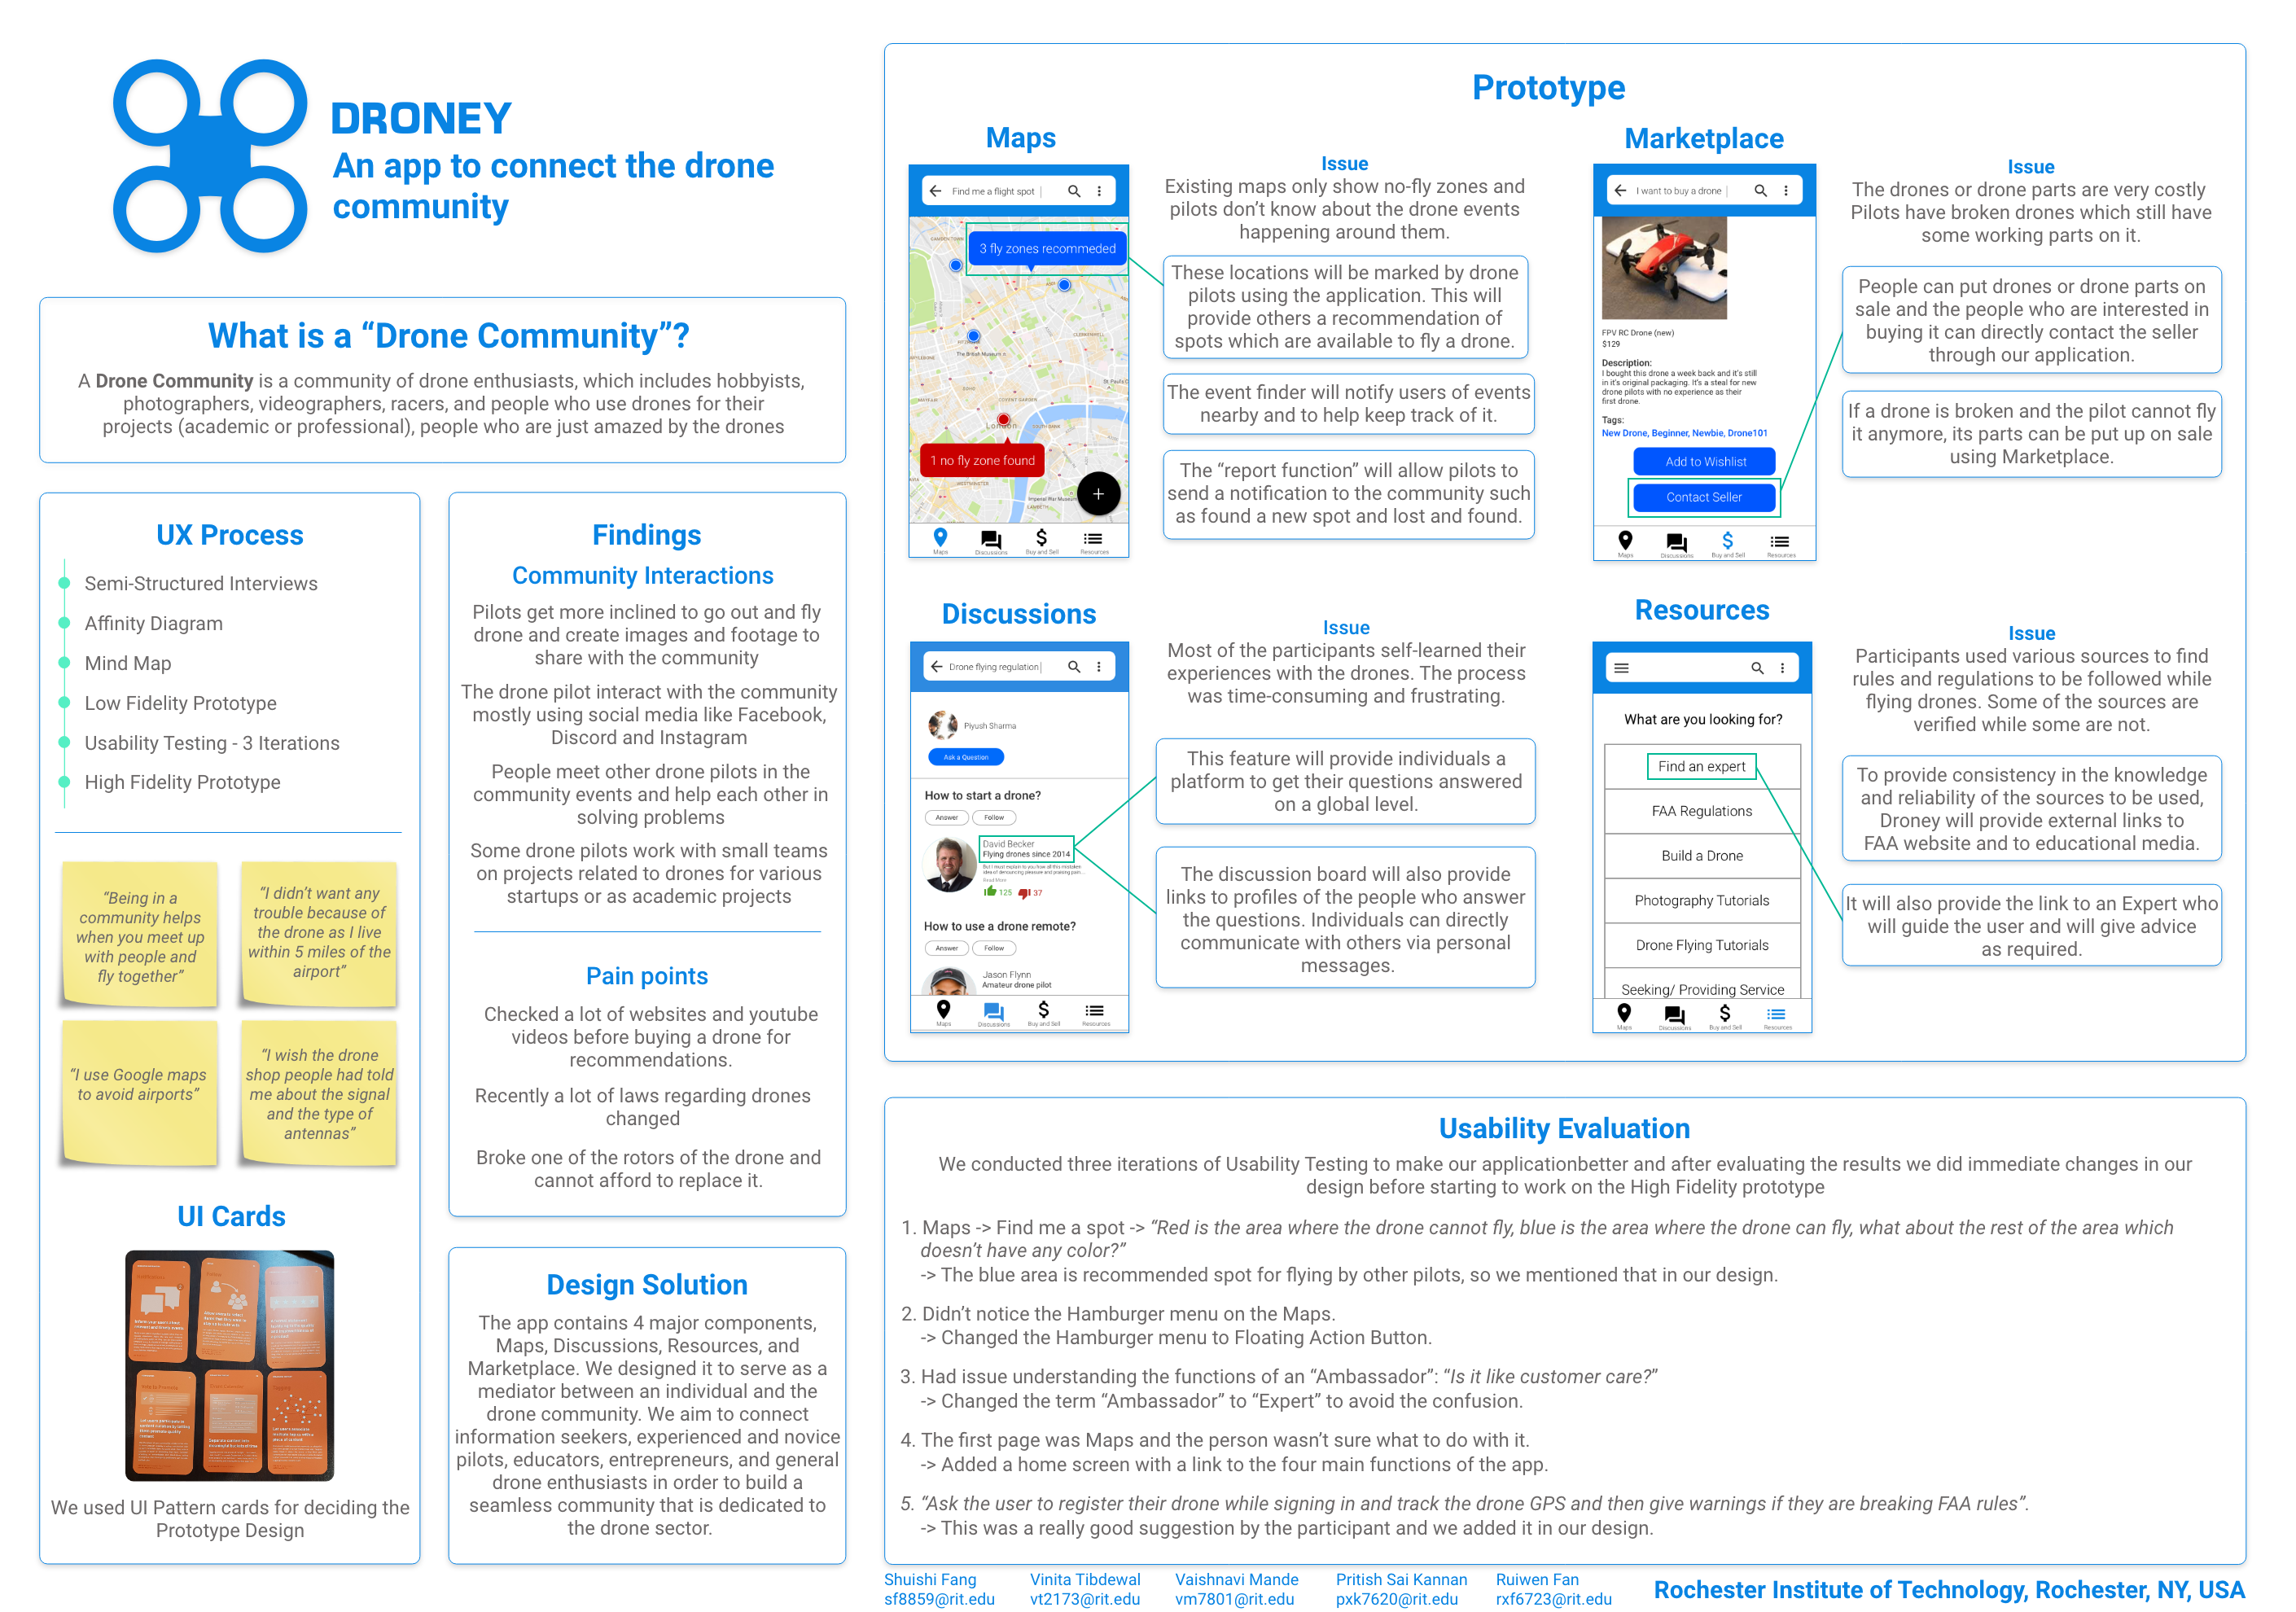 DRONEY
An app to connect the drone
community
What is a “Drone Community”?
A Drone Community is a community of drone enthusiasts, which includes hobbyists,
photographers, videographers, racers, and people who use drones for their
projects (academic or professional), people who are just amazed by the drones
UX Process
Semi-Structured Interviews
Affinity Diagram
Mind Map
Low Fidelity Prototype
Usability Testing - 3 Iterations
High Fidelity Prototype
“Being in a
community helps
when you meet up
with people and
fly together”
“I didn’t want any
trouble because of
the drone as I live
within 5 miles of the
airport”
“I use Google maps
to avoid airports”
“I wish the drone
shop people had told
me about the signal
and the type of
antennas”
UI Cards
We used UI Pattern cards for deciding the
Prototype Design
Findings
Community Interactions
Pilots get more inclined to go out and fly
drone and create images and footage to
share with the community
The drone pilot interact with the community
mostly using social media like Facebook,
Discord and Instagram
People meet other drone pilots in the
community events and help each other in
solving problems
Some drone pilots work with small teams
on projects related to drones for various
startups or as academic projects
Pain points
Checked a lot of websites and youtube
videos before buying a drone for
recommendations.
Recently a lot of laws regarding drones
changed
Broke one of the rotors of the drone and
cannot afford to replace it.
Design Solution
The app contains 4 major components,
Maps, Discussions, Resources, and
Marketplace. We designed it to serve as a
mediator between an individual and the
drone community. We aim to connect
information seekers, experienced and novice
pilots, educators, entrepreneurs, and general
drone enthusiasts in order to build a
seamless community that is dedicated to
the drone sector.
Prototype
Maps
Find me a flight spot
3 fly zones recommeded
The British Museum
SOHO
COVENT GARDEN
London
1 no fly zone found
WESTMINSTER
Imperial War Museum
LAMBETH
Maps
Discussions
Buy and Sell
Resources
Issue
Existing maps only show no-fly zones and
pilots don’t know about the drone events
happening around them.
These locations will be marked by drone
pilots using the application. This will
provide others a recommendation of
spots which are available to fly a drone.
The event finder will notify users of events
nearby and to help keep track of it.
The “report function” will allow pilots to
send a notification to the community such
as found a new spot and lost and found.
Marketplace
I want to buy a drone
FPV RC Drone (new)
$129
Description:
I bought this drone a week back and it’s still
in it’s original packaging. It’s a steal for new
drone pilots with no experience as their
first drone.
Tags:
New Drone, Beginner, Newbie, Drone101
Add to Wishlist
Contact Seller
Maps
Discussions
Buy and Sell
Resources
Issue
The drones or drone parts are very costly
Pilots have broken drones which still have
some working parts on it.
People can put drones or drone parts on
sale and the people who are interested in
buying it can directly contact the seller
through our application.
If a drone is broken and the pilot cannot fly
it anymore, its parts can be put up on sale
using Marketplace.
Discussions
Drone flying regulation
Piyush Sharma
Ask a Question
How to start a drone?
Answer
Follow
David Becker
Flying drones since 2014
But I must explain to you how all this mistaken
idea of denouncing pleasure and praising pain...
Read More
125
37
How to use a drone remote?
Answer
Follow
Jason Flynn
Amateur drone pilot
Maps
Discussions
Buy and Sell
Resources
Issue
Most of the participants self-learned their
experiences with the drones. The process
was time-consuming and frustrating.
This feature will provide individuals a
platform to get their questions answered
on a global level.
The discussion board will also provide
links to profiles of the people who answer
the questions. Individuals can directly
communicate with others via personal
messages.
Resources
What are you looking for?
Find an expert
FAA Regulations
Build a Drone
Photography Tutorials
Drone Flying Tutorials
Seeking/ Providing Service
Maps
Discussions
Buy and Sell
Resources
Issue
Participants used various sources to find
rules and regulations to be followed while
flying drones. Some of the sources are
verified while some are not.
To provide consistency in the knowledge
and reliability of the sources to be used,
Droney will provide external links to
FAA website and to educational media.
It will also provide the link to an Expert who
will guide the user and will give advice
as required.
Usability Evaluation
We conducted three iterations of Usability Testing to make our applicationbetter and after evaluating the results we did immediate changes in our
design before starting to work on the High Fidelity prototype
1. Maps -> Find me a spot -> “Red is the area where the drone cannot fly, blue is the area where the drone can fly, what about the rest of the area which
doesn’t have any color?”
-> The blue area is recommended spot for flying by other pilots, so we mentioned that in our design.
2. Didn’t notice the Hamburger menu on the Maps.
-> Changed the Hamburger menu to Floating Action Button.
3. Had issue understanding the functions of an “Ambassador”: “Is it like customer care?”
-> Changed the term “Ambassador” to “Expert” to avoid the confusion.
4. The first page was Maps and the person wasn’t sure what to do with it.
-> Added a home screen with a link to the four main functions of the app.
5. “Ask the user to register their drone while signing in and track the drone GPS and then give warnings if they are breaking FAA rules”.
-> This was a really good suggestion by the participant and we added it in our design.
Shuishi Fang
sf8859@rit.edu
Vinita Tibdewal
vt2173@rit.edu
Vaishnavi Mande
vm7801@rit.edu
Pritish Sai Kannan
pxk7620@rit.edu
Ruiwen Fan
rxf6723@rit.edu
Rochester Institute of Technology, Rochester, NY, USA